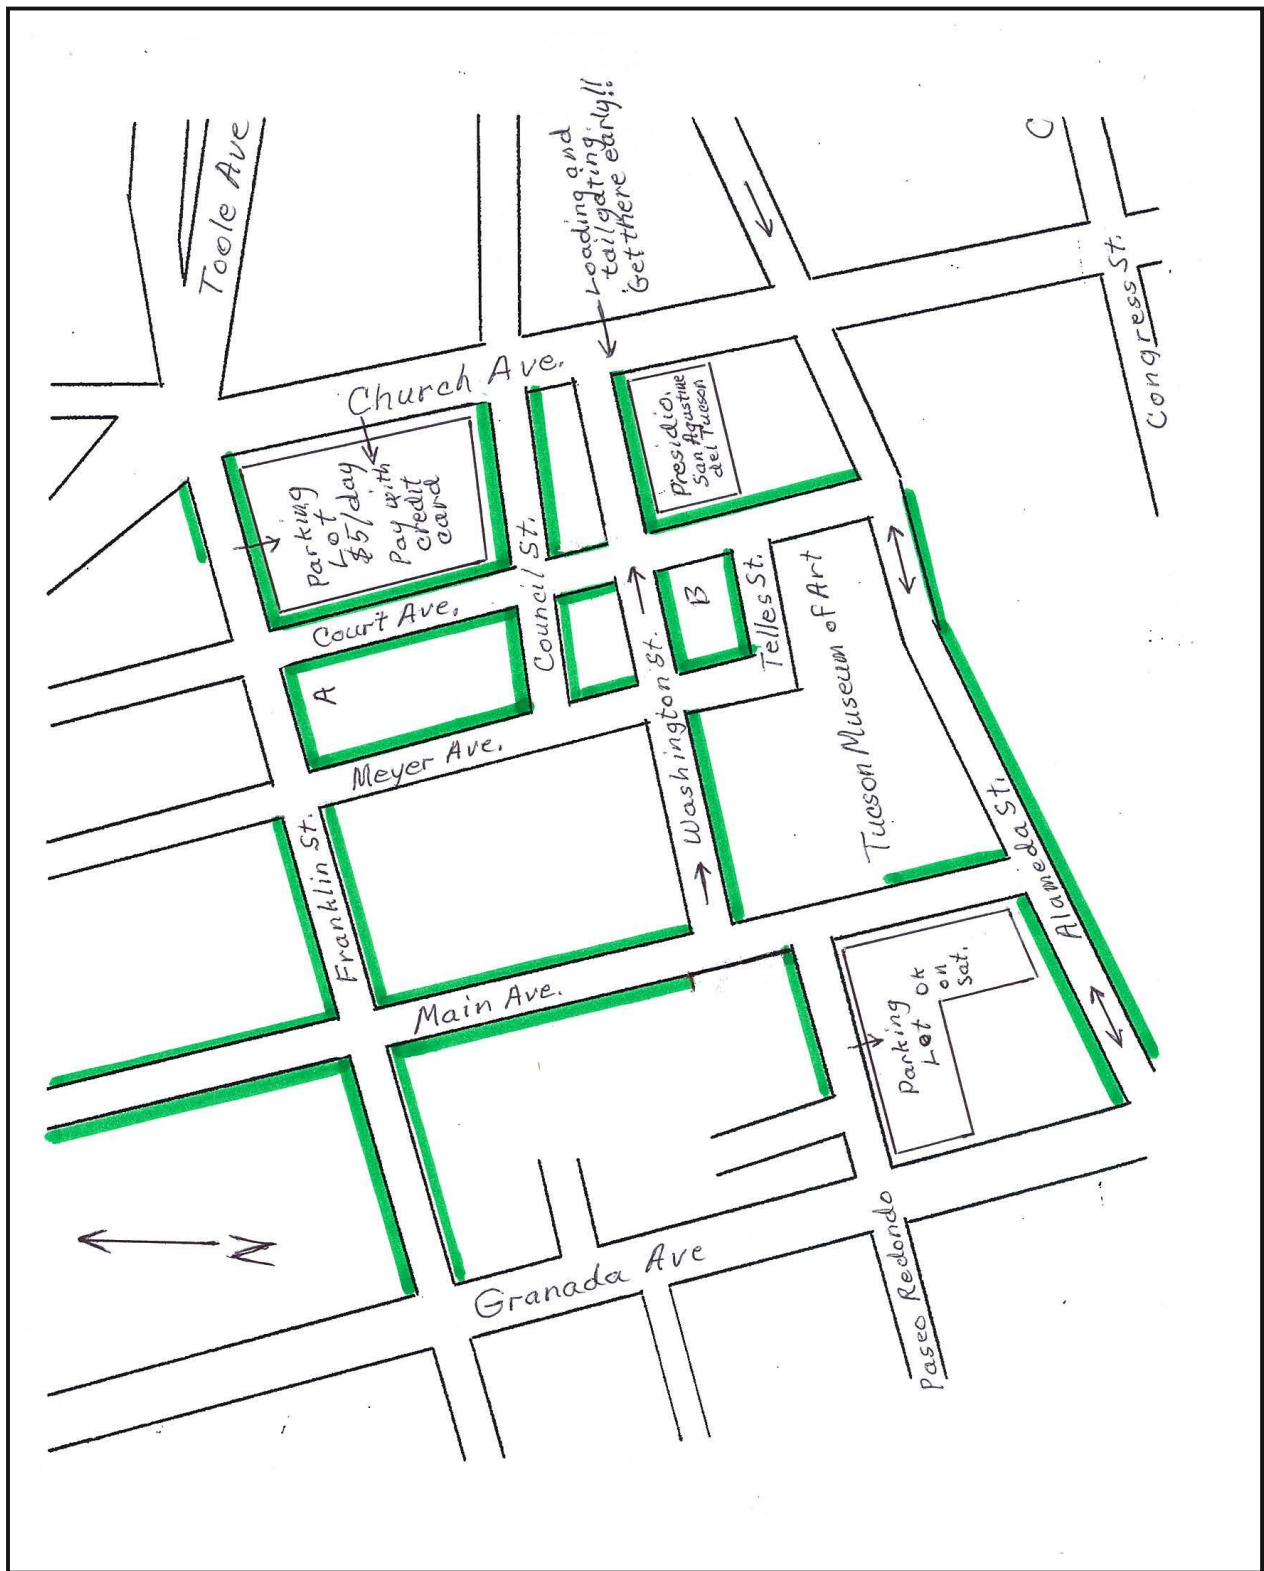 Toole Ave
Loading and
tailgating.
Get there early!!
C
Congress St.
Church Ave.
Parking
Lot
$5/day
Pay with
credit
card
Presidio
San Agustine
del Tucson
Court Ave.
Council St.
A
B
Telles St.
Meyer Ave.
Washington St.
Tucson Museum of Art
Franklin St.
Main Ave.
Alameda St.
Parking
Lot OK
on
Sat.
N
Granada Ave
Paseo Redondo